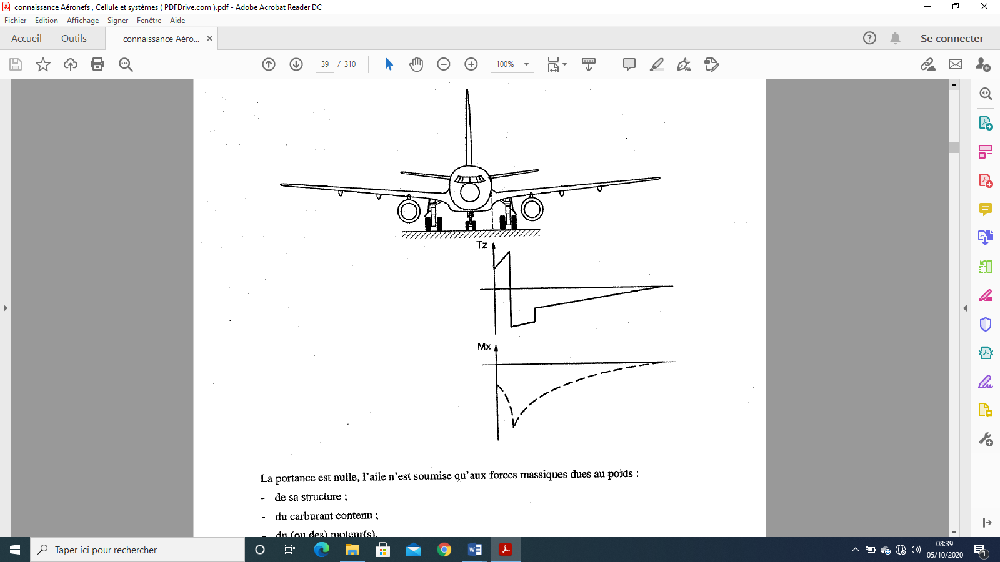 connaissance Aéronefs , Cellule et systèmes ( PDFDrive.com ).pdf - Adobe Acrobat Reader DC
Fichier Edition Affichage Signer Fenêtre Aide
Accueil Outils connaissance Aéro... × Se connecter
39 / 310 100%
Tz
Mx
La portance est nulle, l'aile n'est soumise qu'aux forces massiques dues au poids :
- de sa structure ;
- du carburant contenu ;
- du (ou des) moteur(s).
Taper ici pour rechercher
08:39
05/10/2020
1